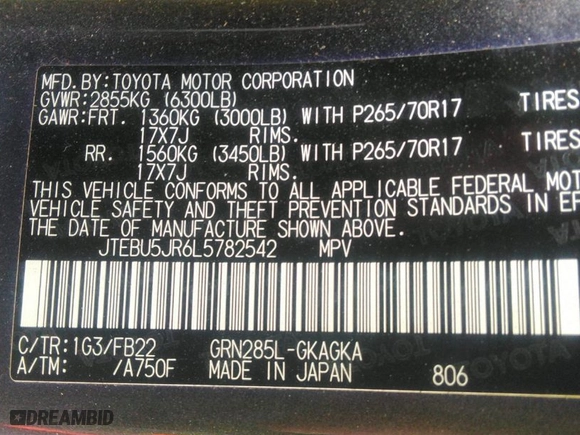 MFD.BY:TOYOTA MOTOR CORPORATION
GVWR:2855KG (6300LB)
GAWR:FRT. 1360KG (3000LB) WITH P265/70R17 TIRES
17X7J RIMS.
RR. 1560KG (3450LB) WITH P265/70R17 TIRES
17X7J RIMS.
THIS VEHICLE CONFORMS TO ALL APPLICABLE FEDERAL MOT
VEHICLE SAFETY AND THEFT PREVENTION STANDARDS IN EF
THE DATE OF MANUFACTURE SHOWN ABOVE.
JTEBU5JR6L5782542 MPV
C/TR:1G3/FB22 GRN285L-GKAGKA
A/TM: /A750F MADE IN JAPAN 806
DREAMBID